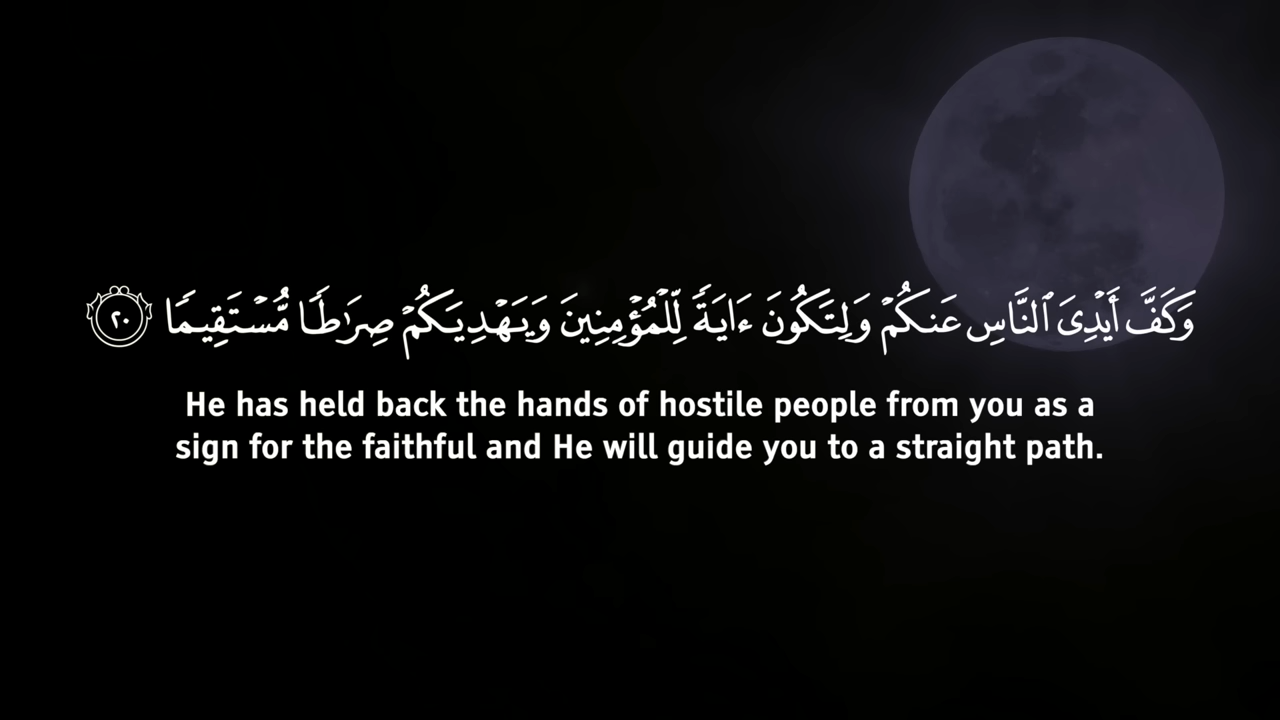 وَكَفَّ أَيْدِىَ ٱلنَّاسِ عَنكُمْ وَلِتَكُونَ ءَايَةً لِّلْمُؤْمِنِينَ وَيَهْدِيَكُمْ صِرَٰطًا مُّسْتَقِيمًا ٢٠
He has held back the hands of hostile people from you as a
sign for the faithful and He will guide you to a straight path.